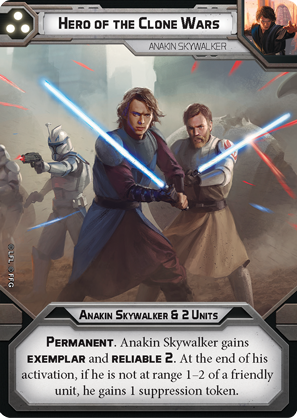 HERO OF THE CLONE WARS
ANAKIN SKYWALKER
©LFL ©FFG
ANAKIN SKYWALKER & 2 UNITS
PERMANENT. Anakin Skywalker gains
EXEMPLAR and RELIABLE 2. At the end of his
activation, if he is not at range 1–2 of a friendly
unit, he gains 1 suppression token.